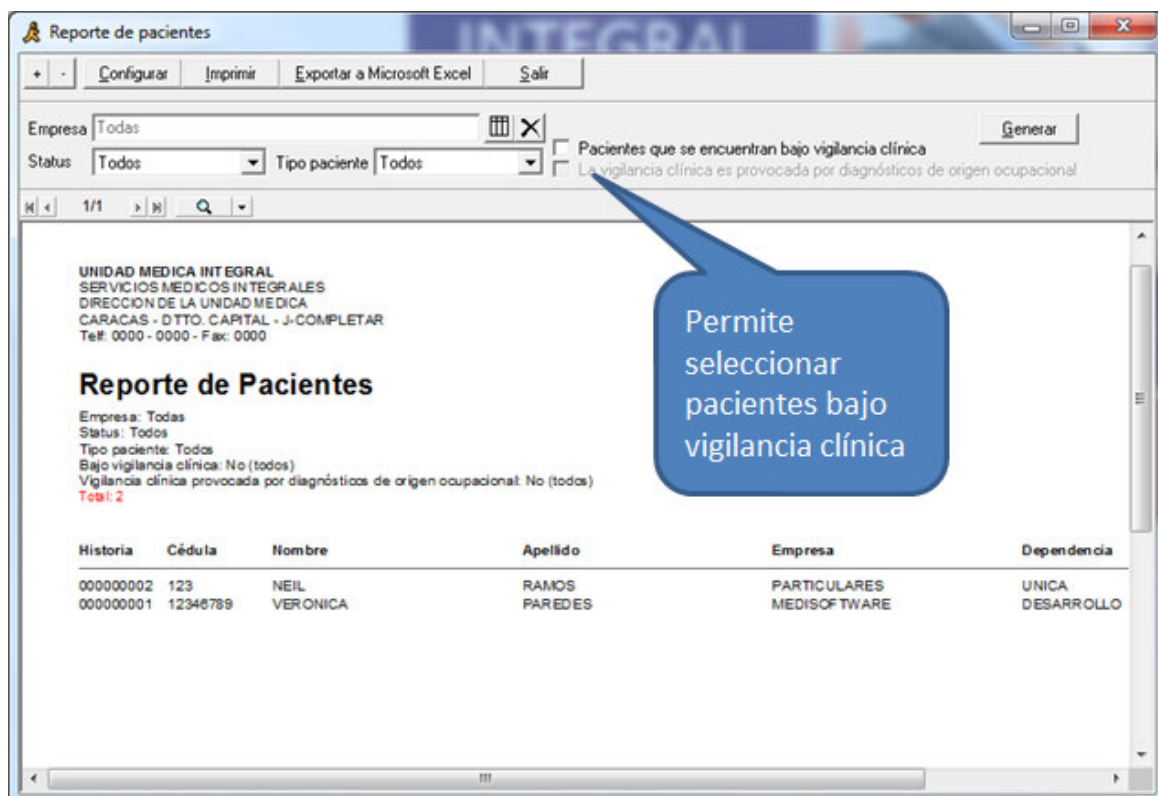 INTEGRAL
Reporte de pacientes
+ - Configurar Imprimir Exportar a Microsoft Excel Salir
Empresa Todas
Generar
Pacientes que se encuentran bajo vigilancia clínica
Status Todos Tipo paciente Todos
La vigilancia clínica es provocada por diagnósticos de origen ocupacional
1/1
UNIDAD MEDICA INTEGRAL
SERVICIOS MEDICOS INTEGRALES
DIRECCION DE LA UNIDAD MEDICA
CARACAS - DTTO. CAPITAL - J-COMPLETAR
Telf: 0000 - 0000 - Fax: 0000
Permite
seleccionar
pacientes bajo
vigilancia clínica
Reporte de Pacientes
Empresa: Todas
Status: Todos
Tipo paciente: Todos
Bajo vigilancia clínica: No (todos)
Vigilancia clínica provocada por diagnósticos de origen ocupacional: No (todos)
Total: 2
Historia Cédula Nombre Apellido Empresa Dependencia
000000002 123 NEIL RAMOS PARTICULARES UNICA
000000001 12346789 VERONICA PAREDES MEDISOFTWARE DESARROLLO